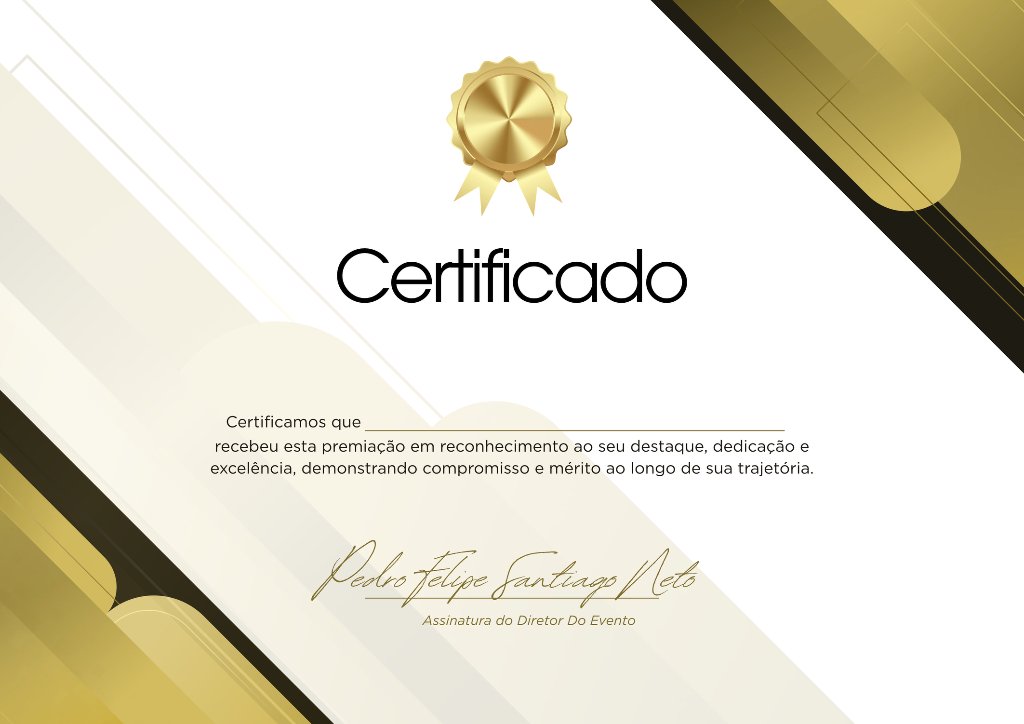 Certificado
Certificamos que
recebeu esta premiação em reconhecimento ao seu destaque, dedicação e
excelência, demonstrando compromisso e mérito ao longo de sua trajetória.
Pedro Felipe Santiago Neto
Assinatura do Diretor Do Evento